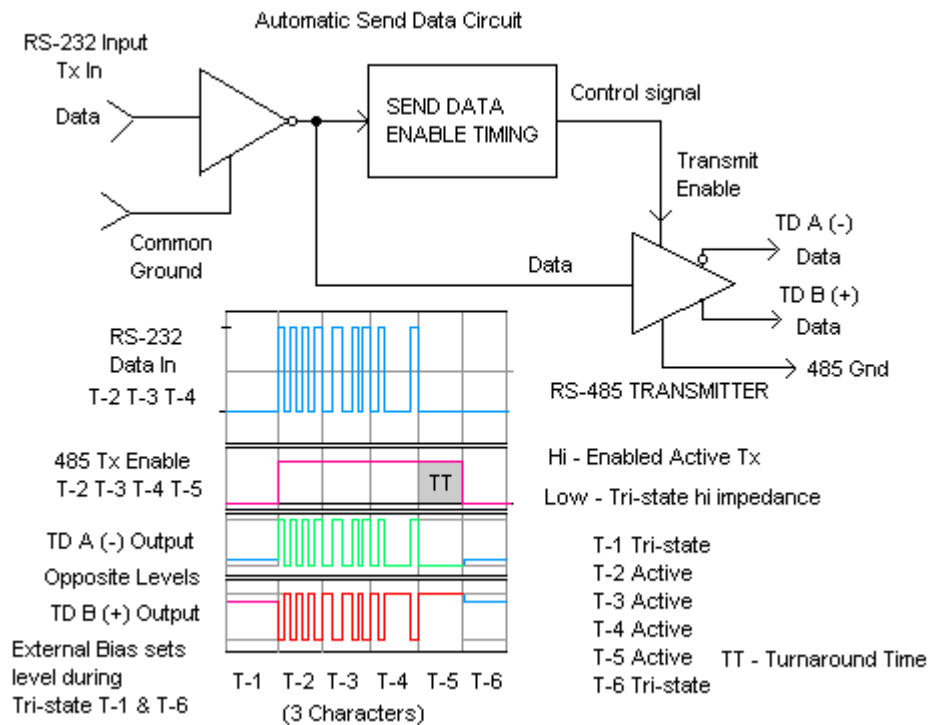 Automatic Send Data Circuit
RS-232 Input
Tx In
Data
Common
Ground
SEND DATA
ENABLE TIMING
Control signal
Transmit
Enable
TD A (-)
Data
TD B (+)
Data
Data
485 Gnd
RS-485 TRANSMITTER
RS-232
Data In
T-2 T-3 T-4
485 Tx Enable
T-2 T-3 T-4 T-5
TT
Hi - Enabled Active Tx
Low - Tri-state hi impedance
TD A (-) Output
Opposite Levels
TD B (+) Output
External Bias sets
level during
Tri-state T-1 & T-6
T-1 T-2 T-3 T-4 T-5 T-6
(3 Characters)
T-1 Tri-state
T-2 Active
T-3 Active
T-4 Active
T-5 Active TT - Turnaround Time
T-6 Tri-state